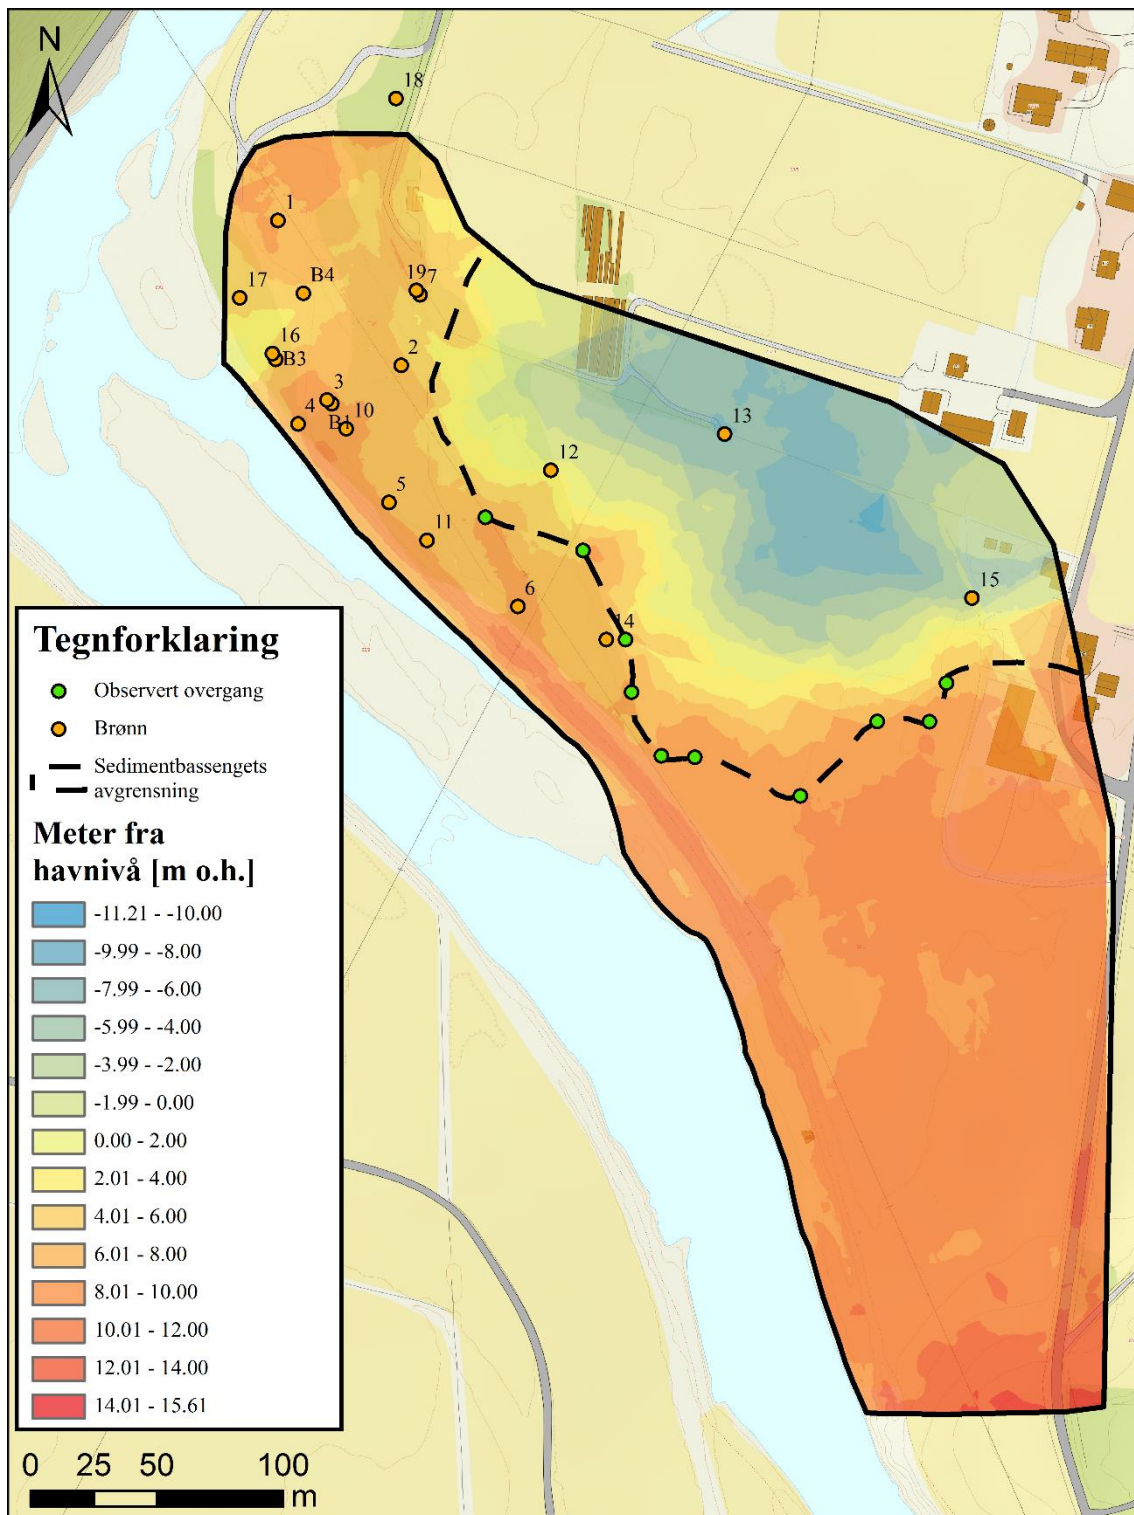 N
18
1
17
B4
19
7
16
B3
2
3
4
B1
10
13
12
5
11
15
6
14
Tegnforklaring
Observert overgang
Brønn
Sedimentbassengets
avgrensning
Meter fra
havnivå [m o.h.]
-11.21 - -10.00
-9.99 - -8.00
-7.99 - -6.00
-5.99 - -4.00
-3.99 - -2.00
-1.99 - 0.00
0.00 - 2.00
2.01 - 4.00
4.01 - 6.00
6.01 - 8.00
8.01 - 10.00
10.01 - 12.00
12.01 - 14.00
14.01 - 15.61
0 25 50 100
m